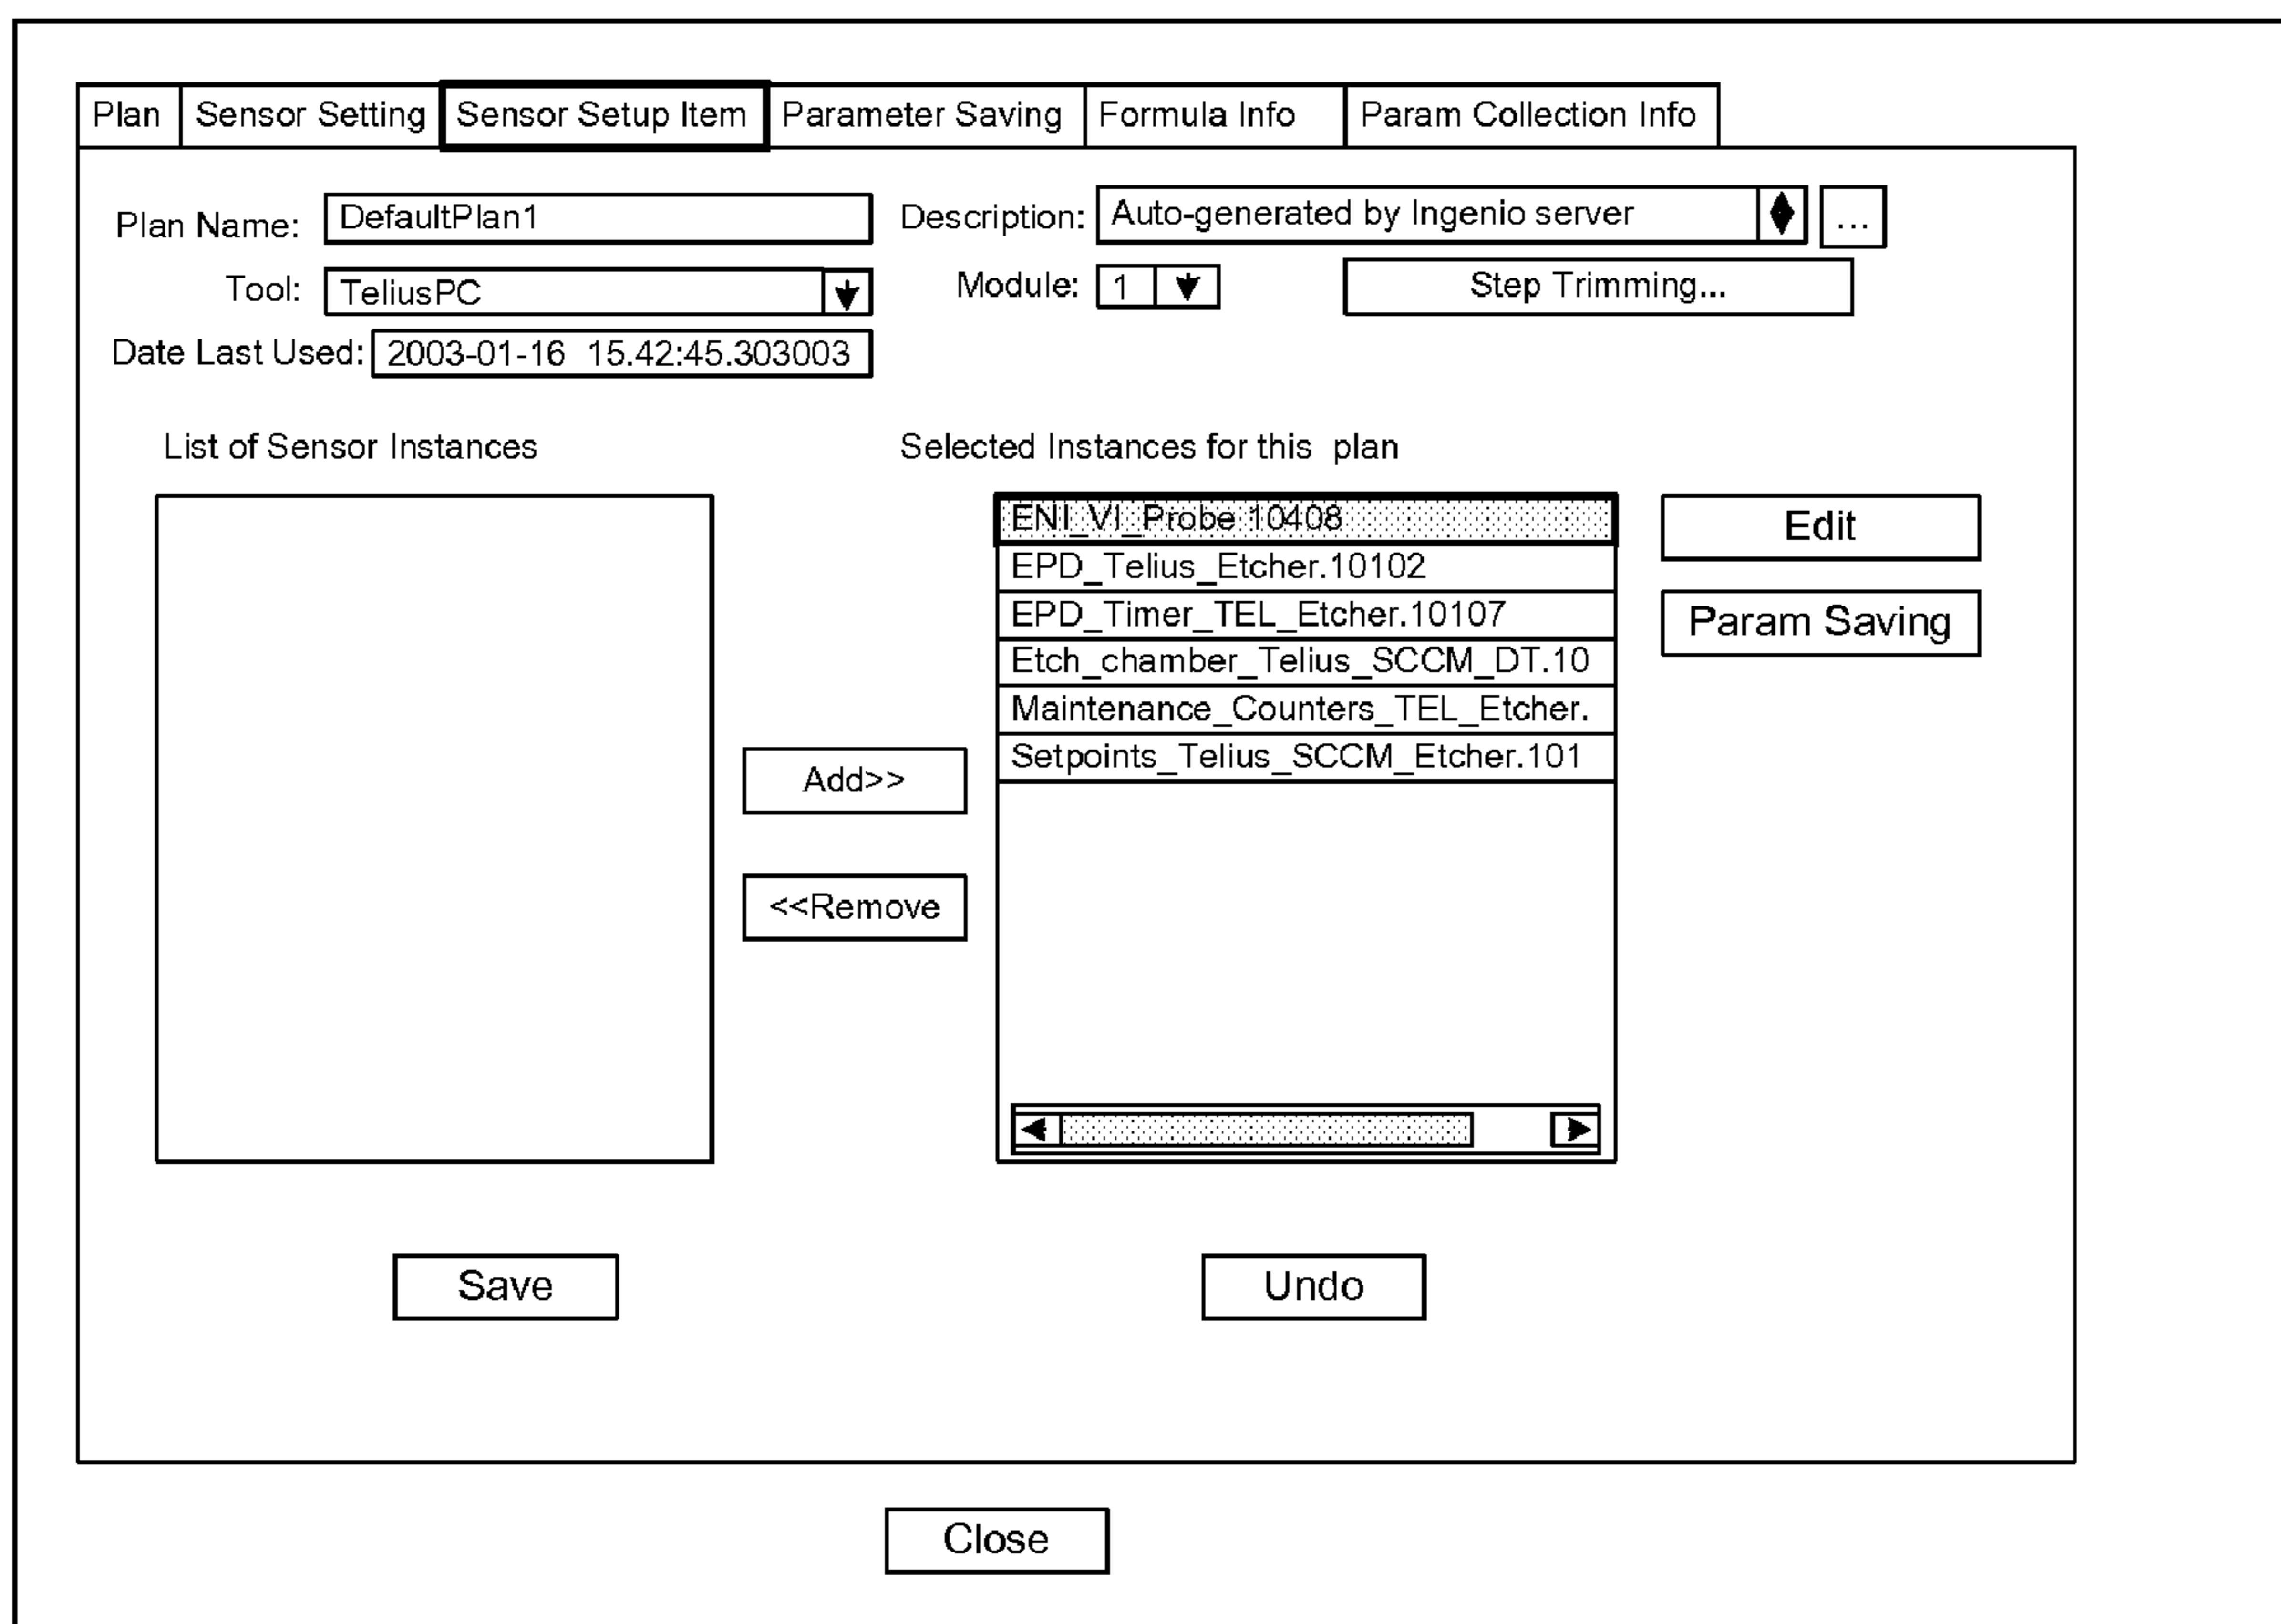 Plan Sensor Setting Sensor Setup Item Parameter Saving Formula Info Param Collection Info
Plan Name: DefaultPlan1 Description: Auto-generated by Ingenio server ...
Tool: TeliusPC Module: 1 Step Trimming...
Date Last Used: 2003-01-16 15.42:45.303003
List of Sensor Instances Selected Instances for this plan
ENI_VI_Probe 10408 Edit
EPD_Telius_Etcher.10102
EPD_Timer_TEL_Etcher.10107 Param Saving
Etch_chamber_Telius_SCCM_DT.10
Maintenance_Counters_TEL_Etcher.
Setpoints_Telius_SCCM_Etcher.101
Add>>
<<Remove
Save Undo
Close